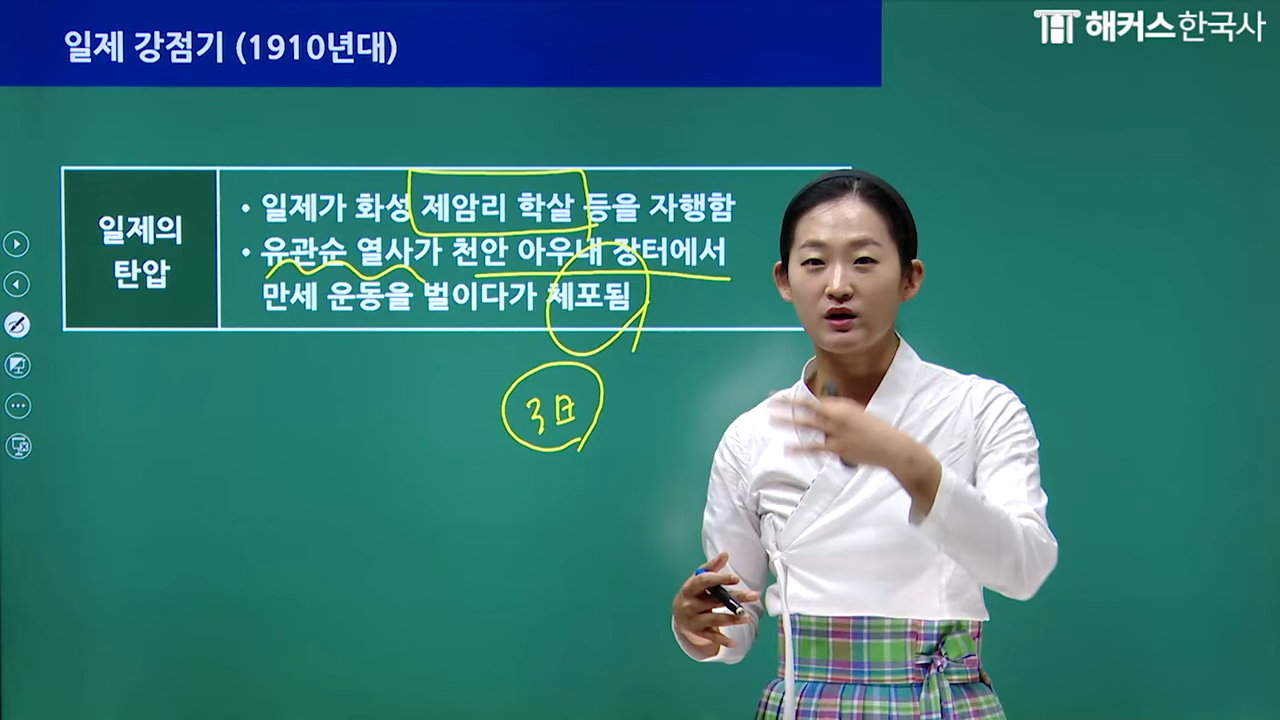 일제 강점기 (1910년대)
해커스한국사
일제의
탄압
• 일제가 화성 제암리 학살 등을 자행함
• 유관순 열사가 천안 아우내 장터에서
만세 운동을 벌이다가 체포됨
3日